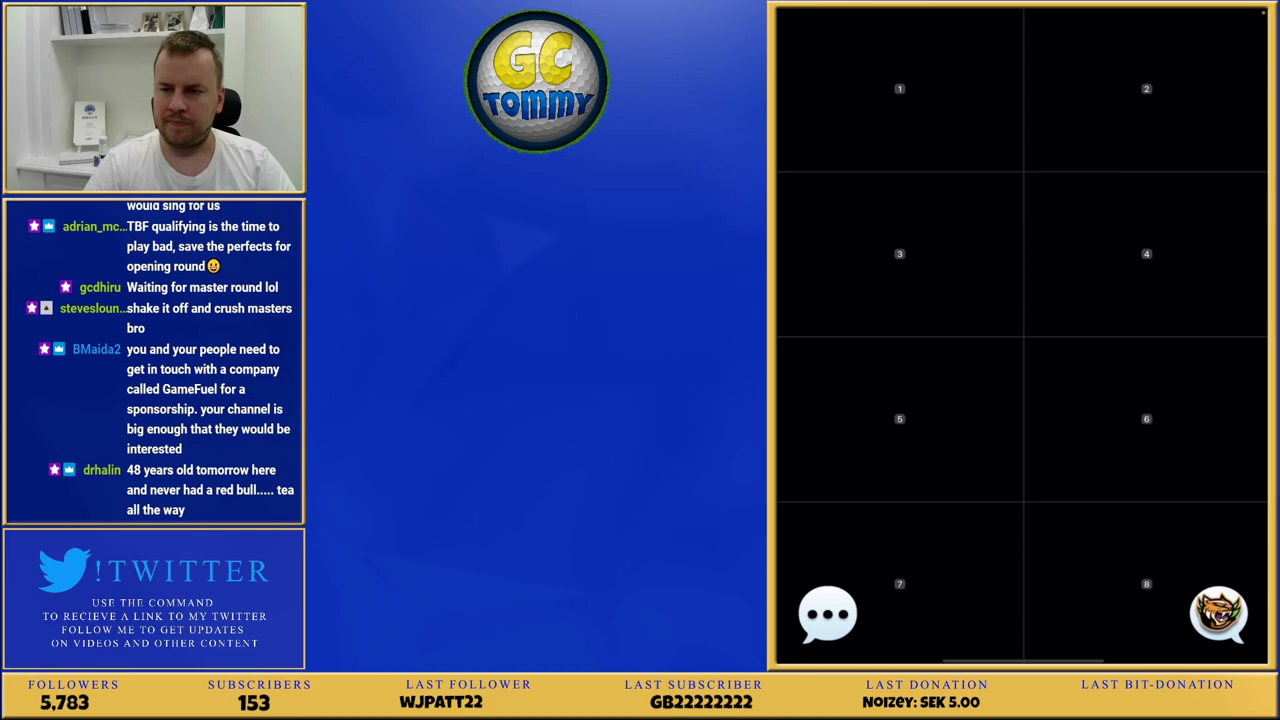 would sing for us
adrian_mc... TBF qualifying is the time to
play bad, save the perfects for
opening round
gcdhiru Waiting for master round lol
stevesloun... shake it off and crush masters
bro
BMaida2 you and your people need to
get in touch with a company
called GameFuel for a
sponsorship. your channel is
big enough that they would be
interested
drhalin 48 years old tomorrow here
and never had a red bull..... tea
all the way
!TWITTER
USE THE COMMAND
TO RECIEVE A LINK TO MY TWITTER
FOLLOW ME TO GET UPDATES
ON VIDEOS AND OTHER CONTENT
GC
TOMMY
1 2
3 4
5 6
7 8
FOLLOWERS SUBSCRIBERS LAST FOLLOWER LAST SUBSCRIBER LAST DONATION LAST BIT-DONATION
5,783 153 WJPATT22 GB22222222 Noizey: SEK 5.00